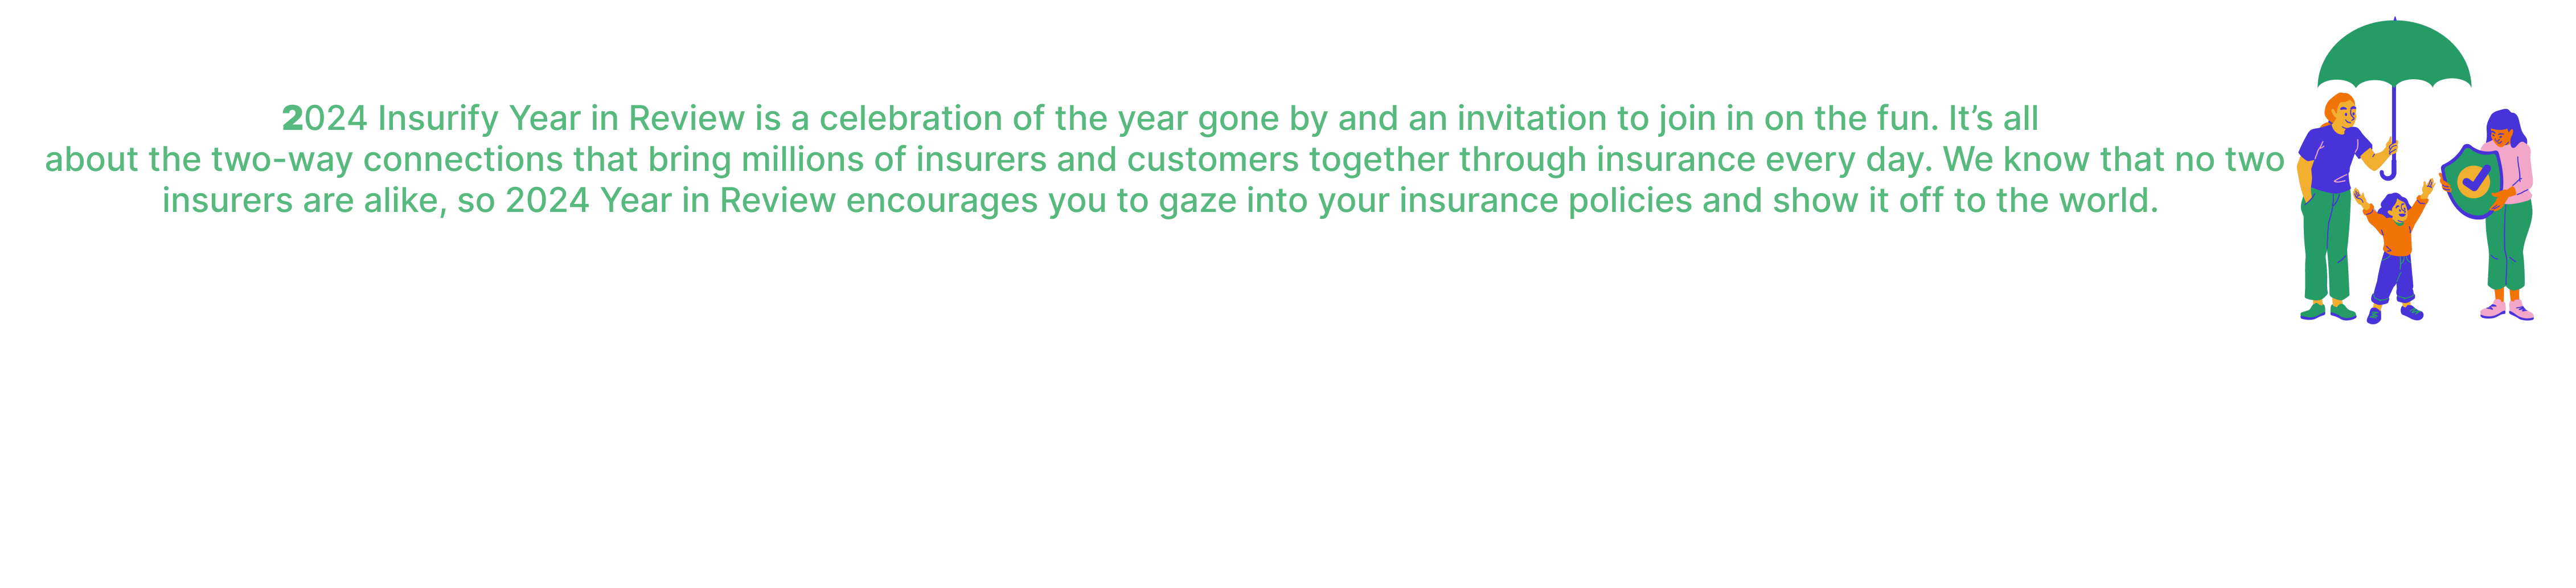 2024 Insurify Year in Review is a celebration of the year gone by and an invitation to join in on the fun. It’s all
about the two-way connections that bring millions of insurers and customers together through insurance every day. We know that no two
insurers are alike, so 2024 Year in Review encourages you to gaze into your insurance policies and show it off to the world.